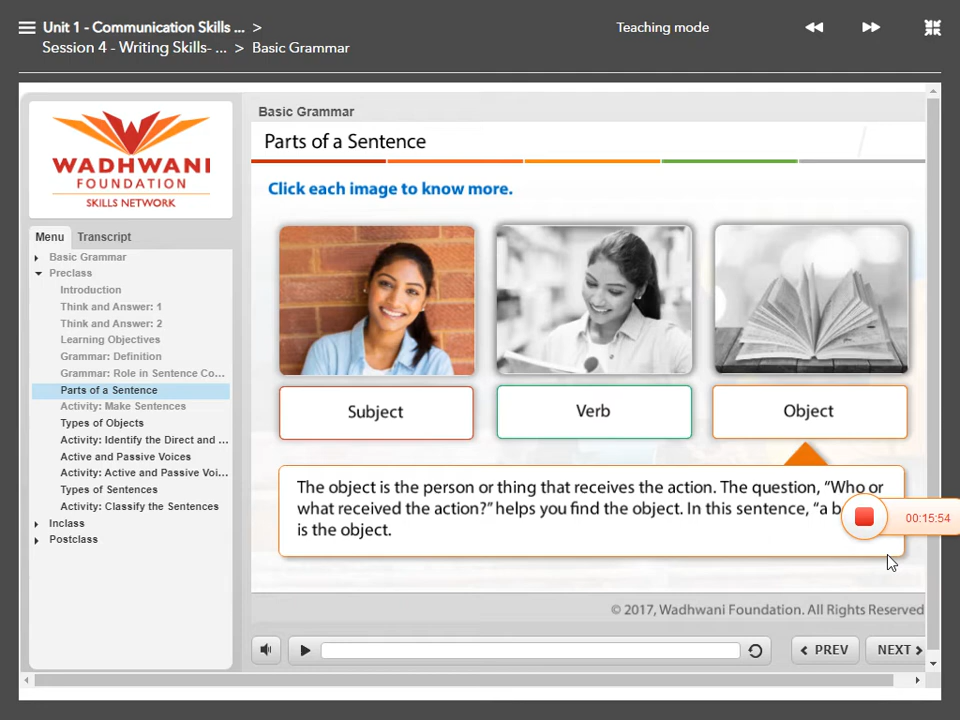 Unit 1 - Communication Skills ... >
Teaching mode
Session 4 - Writing Skills- ... > Basic Grammar
WADHWANI
FOUNDATION
SKILLS NETWORK
Menu
Transcript
Basic Grammar
Preclass
Introduction
Think and Answer: 1
Think and Answer: 2
Learning Objectives
Grammar: Definition
Grammar: Role in Sentence Co...
Parts of a Sentence
Activity: Make Sentences
Types of Objects
Activity: Identify the Direct and ...
Active and Passive Voices
Activity: Active and Passive Voi...
Types of Sentences
Activity: Classify the Sentences
Inclass
Postclass
Basic Grammar
Parts of a Sentence
Click each image to know more.
Subject
Verb
Object
The object is the person or thing that receives the action. The question, “Who or
what received the action?” helps you find the object. In this sentence, “a
is the object.
00:15:54
© 2017, Wadhwani Foundation. All Rights Reserved
PREV
NEXT